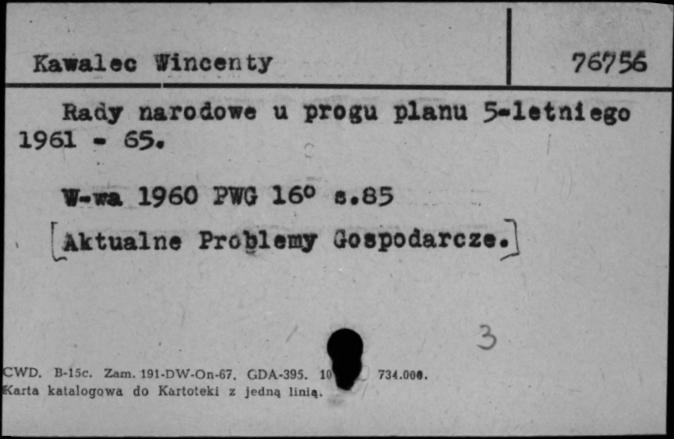 Kawalec Wincenty 76756
Rady narodowe u progu planu 5-letniego
1961 - 65.
W-wa 1960 PWG 16° s.85
[Aktualne Problemy Gospodarcze.]
3
CWD. B-15c. Zam. 191-DW-On-67. GDA-395. 10 734.000.
Karta katalogowa do Kartoteki z jedną linią.